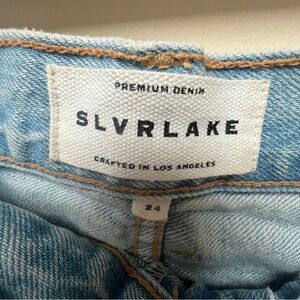 PREMIUM DENIM
SLVRLAKE
CRAFTED IN LOS ANGELES
24